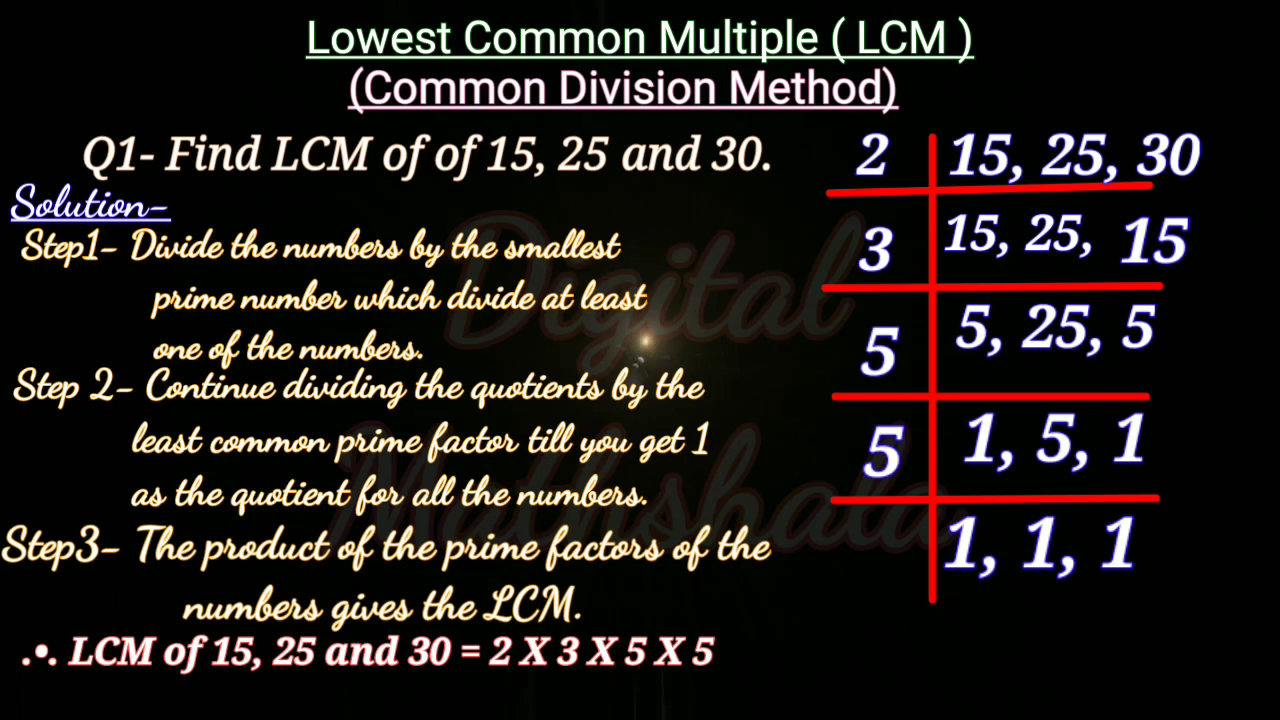 Lowest Common Multiple ( LCM )
(Common Division Method)
Q1- Find LCM of of 15, 25 and 30.
Solution-
Step1- Divide the numbers by the smallest
prime number which divide at least
one of the numbers.
Step 2- Continue dividing the quotients by the
least common prime factor till you get 1
as the quotient for all the numbers.
Step3- The product of the prime factors of the
numbers gives the LCM.
.•. LCM of 15, 25 and 30 = 2 X 3 X 5 X 5
2 15, 25, 30
3 15, 25, 15
5 5, 25, 5
5 1, 5, 1
1, 1, 1
Digital
Mathshala